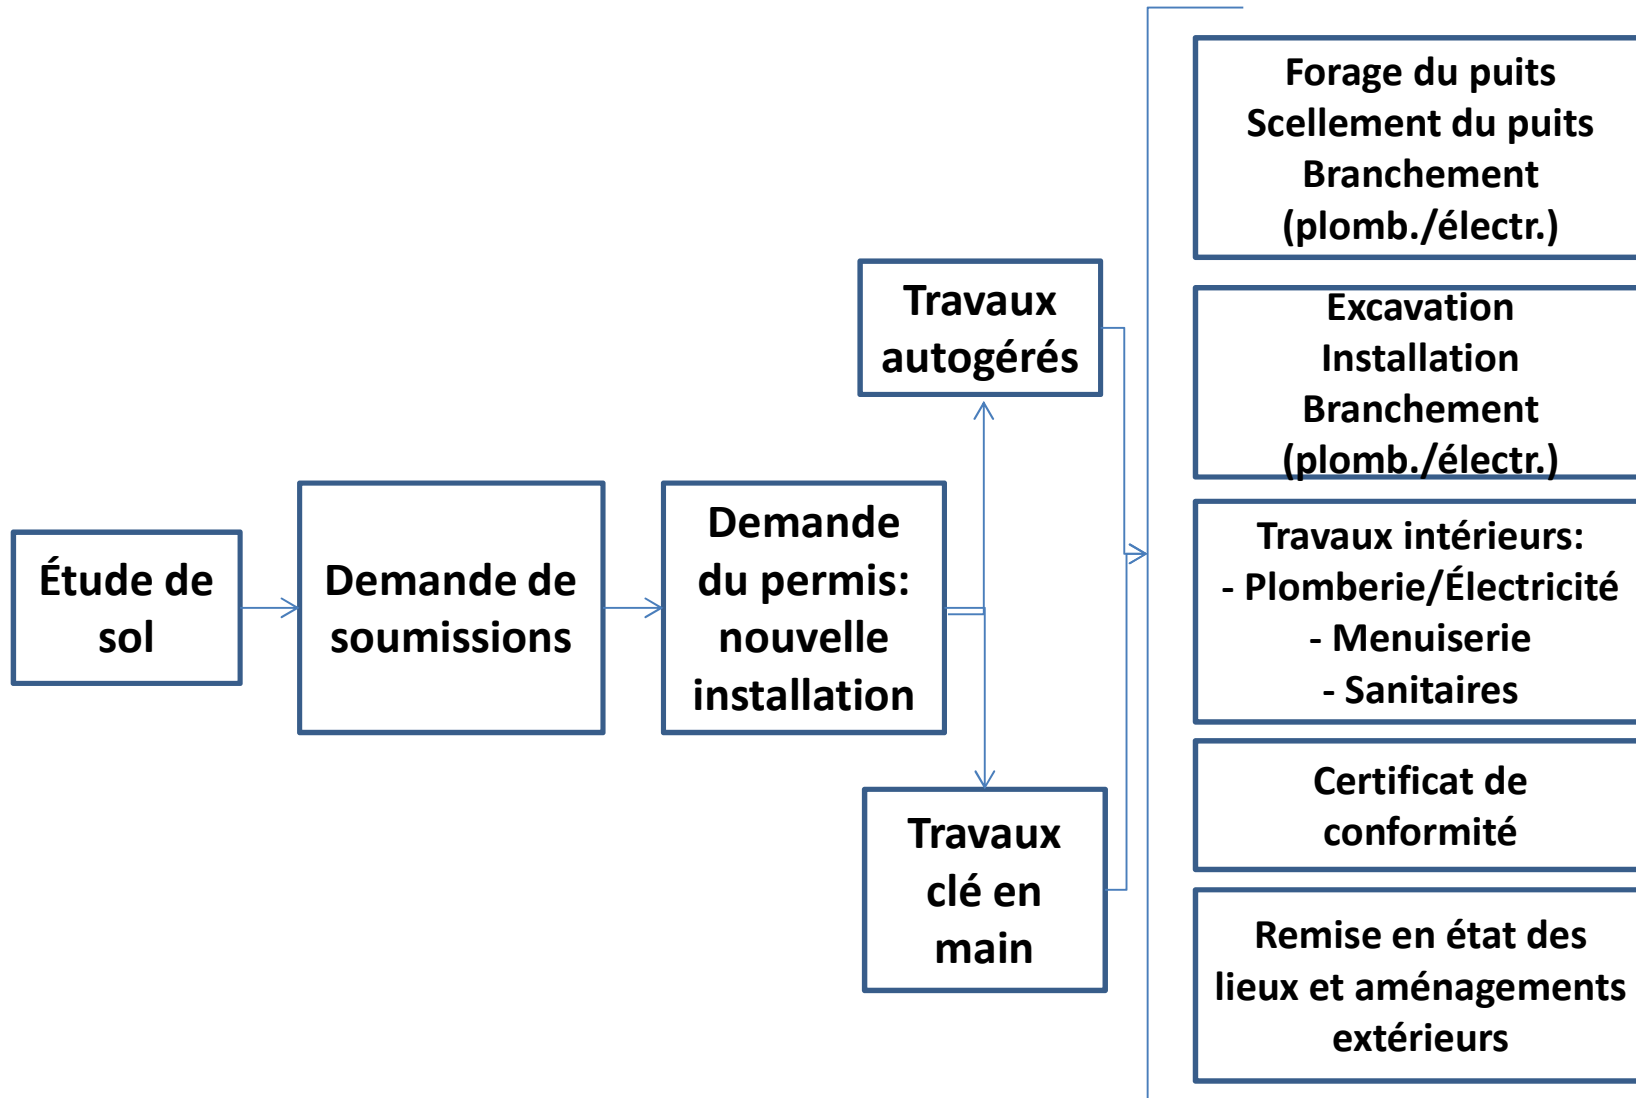 Étude de
sol
Demande de
soumissions
Demande
du permis:
nouvelle
installation
Travaux
autogérés
Travaux
clé en
main
Forage du puits
Scellement du puits
Branchement
(plomb./électr.)
Excavation
Installation
Branchement
(plomb./électr.)
Travaux intérieurs:
- Plomberie/Électricité
- Menuiserie
- Sanitaires
Certificat de
conformité
Remise en état des
lieux et aménagements
extérieurs